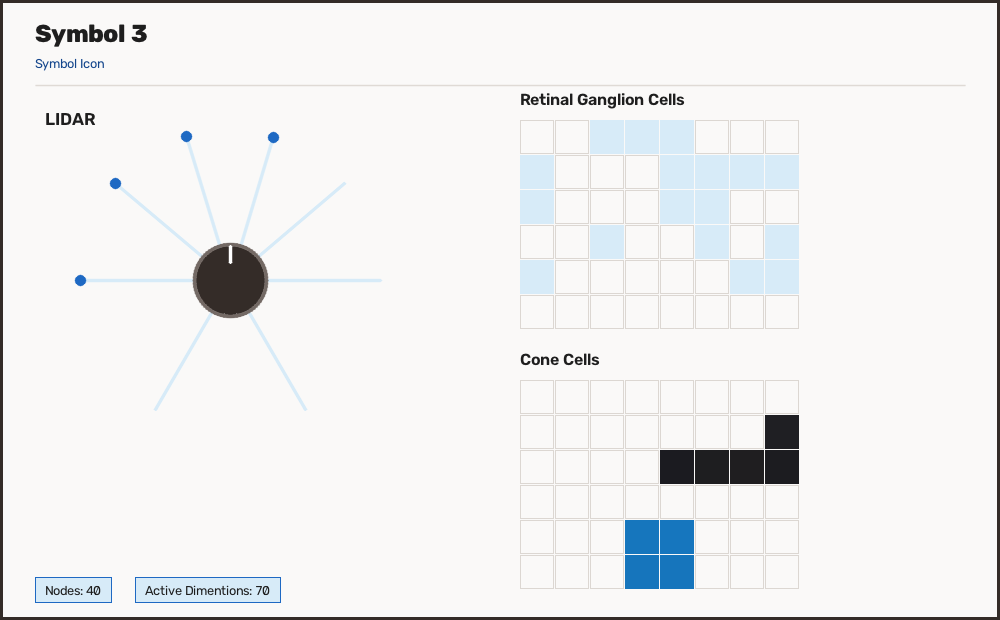 Symbol 3
Symbol Icon
LIDAR
Retinal Ganglion Cells
Cone Cells
Nodes: 40
Active Dimentions: 70